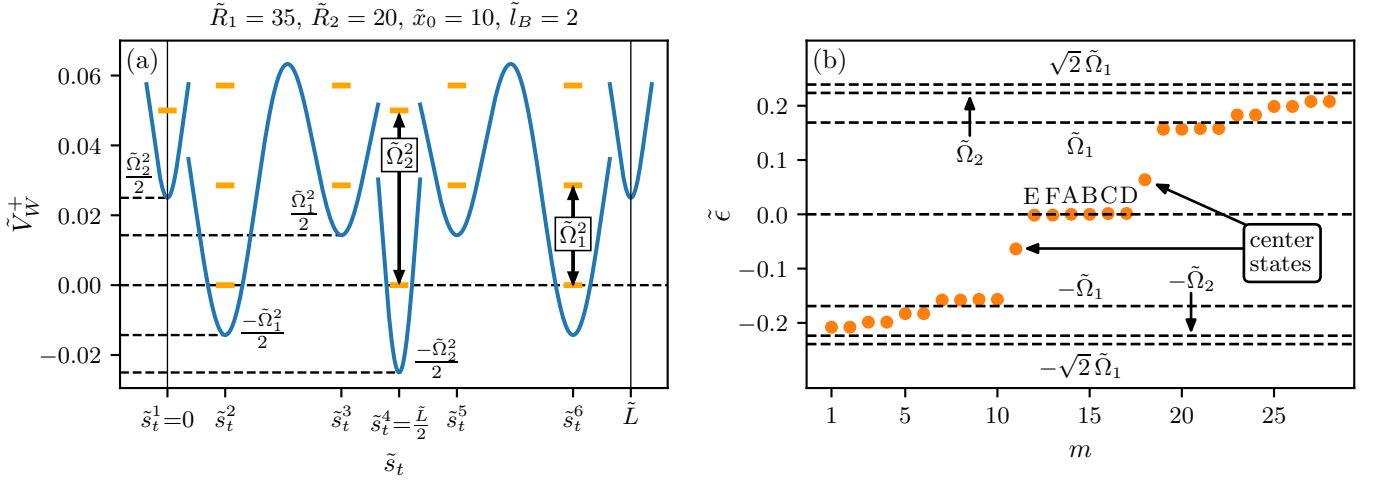 R̃₁ = 35, R̃₂ = 20, x̃₀ = 10, l̃_B = 2
(a)
Ṽ_W^+
0.06
0.04
0.02
0.00
−0.02
Ω̃₂²/2
Ω̃₁²/2
−Ω̃₁²/2
−Ω̃₂²/2
Ω̃₂²
Ω̃₁²
s̃_t^1=0
s̃_t^2
s̃_t^3
s̃_t^4=L̃/2
s̃_t^5
s̃_t^6
L̃
s̃_t
(b)
ϵ̃
0.2
0.1
0.0
−0.1
−0.2
√2 Ω̃₁
Ω̃₂
Ω̃₁
E FABCD
center
states
−Ω̃₁
−Ω̃₂
−√2 Ω̃₁
1
5
10
15
20
25
m